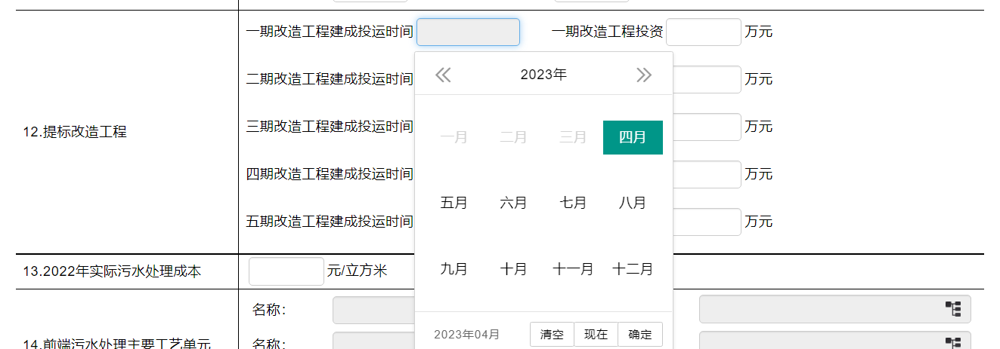 一期改造工程建成投运时间 一期改造工程投资 万元
2023年
二期改造工程建成投运时间 万元
12.提标改造工程
三期改造工程建成投运时间 万元
一月 二月 三月 四月
四期改造工程建成投运时间 万元
五月 六月 七月 八月
五期改造工程建成投运时间 万元
13.2022年实际污水处理成本 元/立方米
九月 十月 十一月 十二月
名称：
2023年04月 清空 现在 确定
14.前端污水处理主要工艺单元
名称：